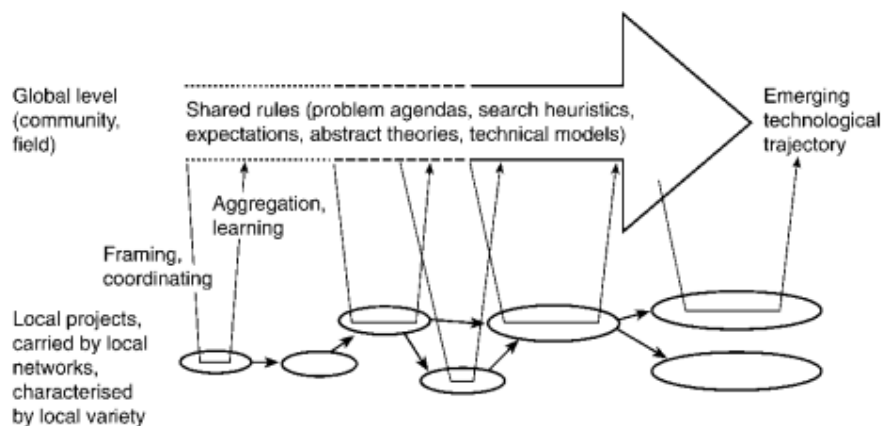 Global level
(community,
field)
Shared rules (problem agendas, search heuristics,
expectations, abstract theories, technical models)
Emerging
technological
trajectory
Aggregation,
learning
Framing,
coordinating
Local projects,
carried by local
networks,
characterised
by local variety